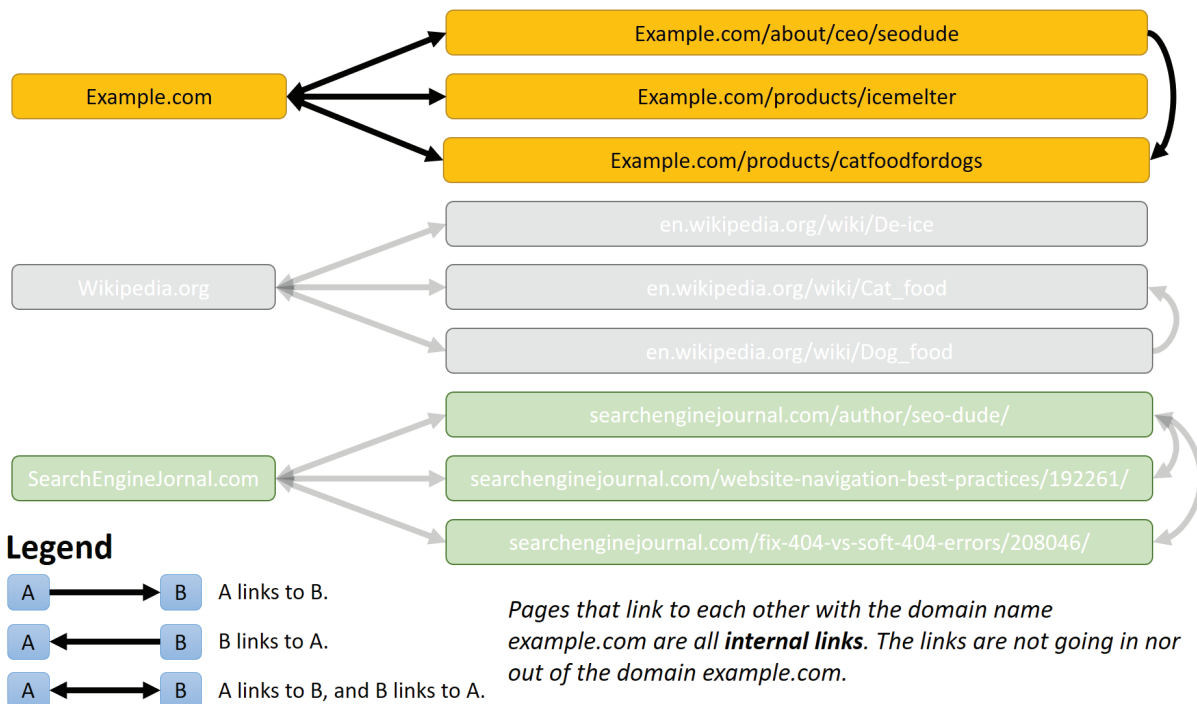 Example.com
Example.com/about/ceo/seodude
Example.com/products/icemelter
Example.com/products/catfoodfordogs
Wikipedia.org
en.wikipedia.org/wiki/De-ice
en.wikipedia.org/wiki/Cat_food
en.wikipedia.org/wiki/Dog_food
SearchEngineJornal.com
searchenginejournal.com/author/seo-dude/
searchenginejournal.com/website-navigation-best-practices/192261/
searchenginejournal.com/fix-404-vs-soft-404-errors/208046/
Legend
A B A links to B.
A B B links to A.
A B A links to B, and B links to A.
Pages that link to each other with the domain name
example.com are all internal links. The links are not going in nor
out of the domain example.com.